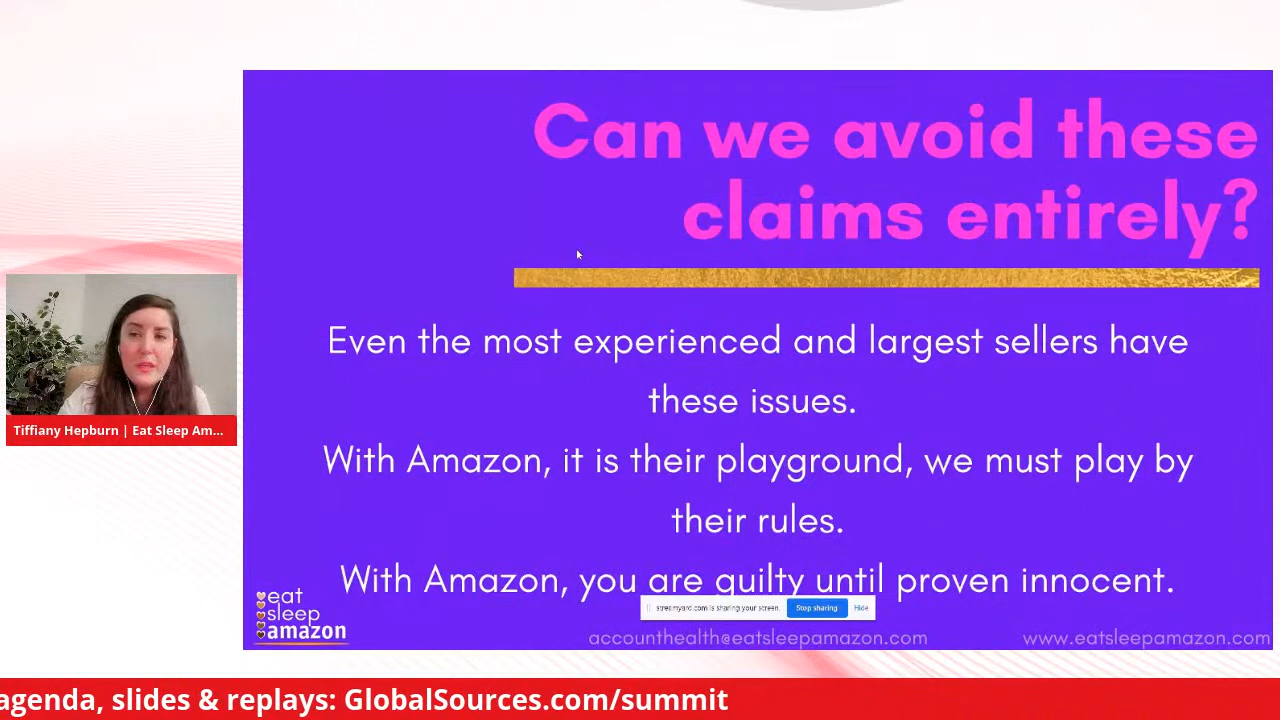 Can we avoid these
claims entirely?
Even the most experienced and largest sellers have
these issues.
With Amazon, it is their playground, we must play by
their rules.
With Amazon, you are guilty until proven innocent.
streamyard.com is sharing your screen.
Stop sharing
Hide
eat
sleep
amazon
accounthealth@eatsleepamazon.com
www.eatsleepamazon.com
Tiffiany Hepburn | Eat Sleep Am...
agenda, slides & replays: GlobalSources.com/summit